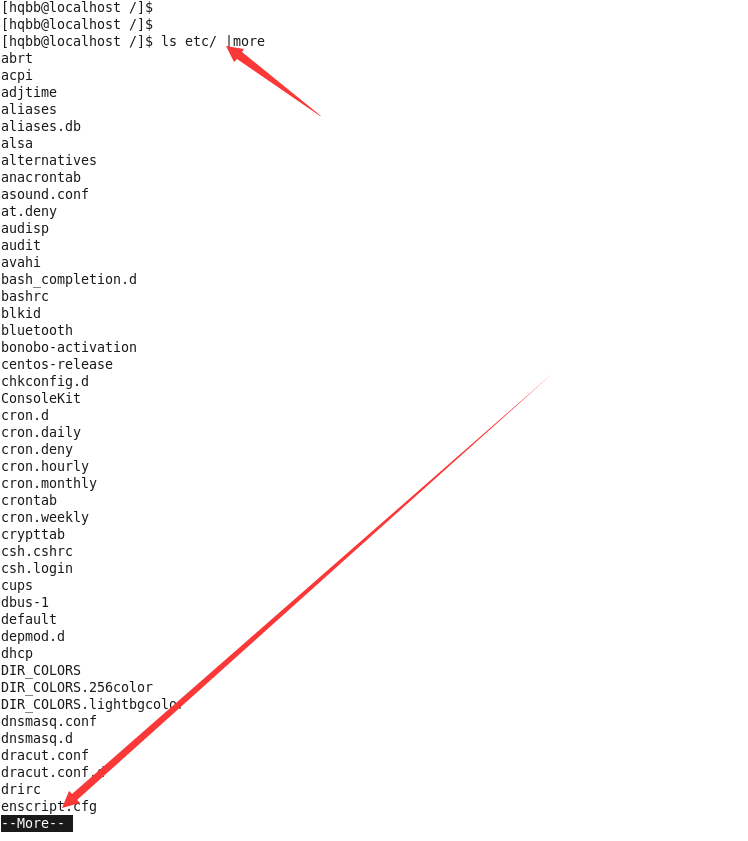 [hqbb@localhost /]$
[hqbb@localhost /]$
[hqbb@localhost /]$ ls etc/ |more
abrt
acpi
adjtime
aliases
aliases.db
alsa
alternatives
anacrontab
asound.conf
at.deny
audisp
audit
avahi
bash_completion.d
bashrc
blkid
bluetooth
bonobo-activation
centos-release
chkconfig.d
ConsoleKit
cron.d
cron.daily
cron.deny
cron.hourly
cron.monthly
crontab
cron.weekly
crypttab
csh.cshrc
csh.login
cups
dbus-1
default
depmod.d
dhcp
DIR_COLORS
DIR_COLORS.256color
DIR_COLORS.lightbgcolor
dnsmasq.conf
dnsmasq.d
dracut.conf
dracut.conf.d
drirc
enscript.cfg
--More--